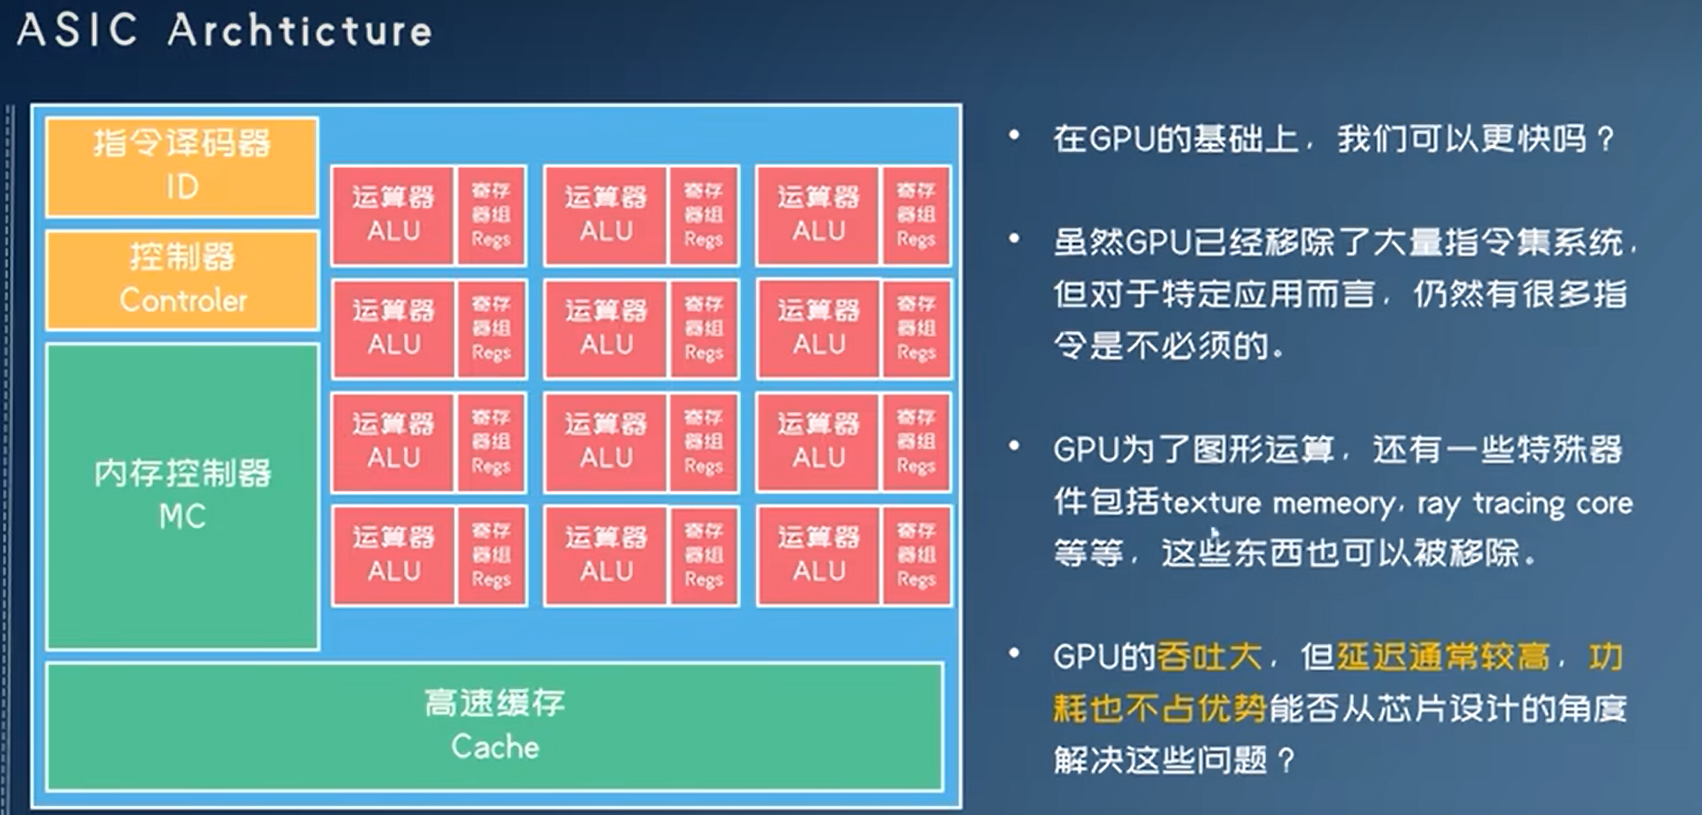 ASIC Archticture
指令译码器
ID
控制器
Controler
内存控制器
MC
运算器
ALU
寄存
器组
Regs
运算器
ALU
寄存
器组
Regs
运算器
ALU
寄存
器组
Regs
运算器
ALU
寄存
器组
Regs
运算器
ALU
寄存
器组
Regs
运算器
ALU
寄存
器组
Regs
运算器
ALU
寄存
器组
Regs
运算器
ALU
寄存
器组
Regs
运算器
ALU
寄存
器组
Regs
运算器
ALU
寄存
器组
Regs
运算器
ALU
寄存
器组
Regs
运算器
ALU
寄存
器组
Regs
高速缓存
Cache
• 在GPU的基础上，我们可以更快吗？
• 虽然GPU已经移除了大量指令集系统，
但对于特定应用而言，仍然有很多指
令是不必须的。
• GPU为了图形运算，还有一些特殊器
件包括texture memeory, ray tracing core
等等，这些东西也可以被移除。
• GPU的吞吐大，但延迟通常较高，功
耗也不占优势能否从芯片设计的角度
解决这些问题？